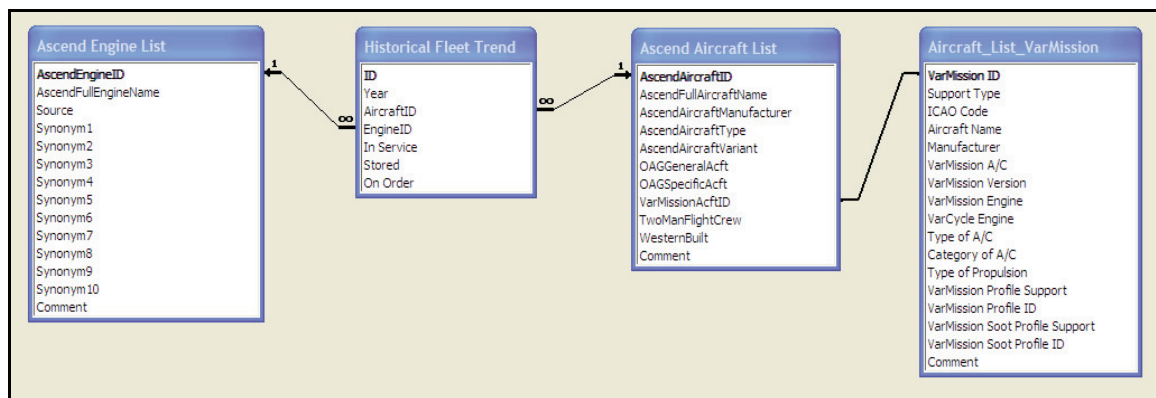 Ascend Engine List
AscendEngineID
AscendFullEngineName
Source
Synonym1
Synonym2
Synonym3
Synonym4
Synonym5
Synonym6
Synonym7
Synonym8
Synonym9
Synonym10
Comment
1
∞
Historical Fleet Trend
ID
Year
AircraftID
EngineID
In Service
Stored
On Order
∞
1
Ascend Aircraft List
AscendAircraftID
AscendFullAircraftName
AscendAircraftManufacturer
AscendAircraftType
AscendAircraftVariant
OAGGeneralAcft
OAGSpecificAcft
VarMissionAcftID
TwoManFlightCrew
WesternBuilt
Comment
Aircraft_List_VarMission
VarMission ID
Support Type
ICAO Code
Aircraft Name
Manufacturer
VarMission A/C
VarMission Version
VarMission Engine
VarCycle Engine
Type of A/C
Category of A/C
Type of Propulsion
VarMission Profile Support
VarMission Profile ID
VarMission Soot Profile Support
VarMission Soot Profile ID
Comment